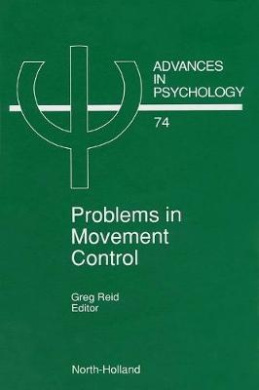 ADVANCES
IN
PSYCHOLOGY
74
Problems in
Movement
Control
Greg Reid
Editor
North-Holland